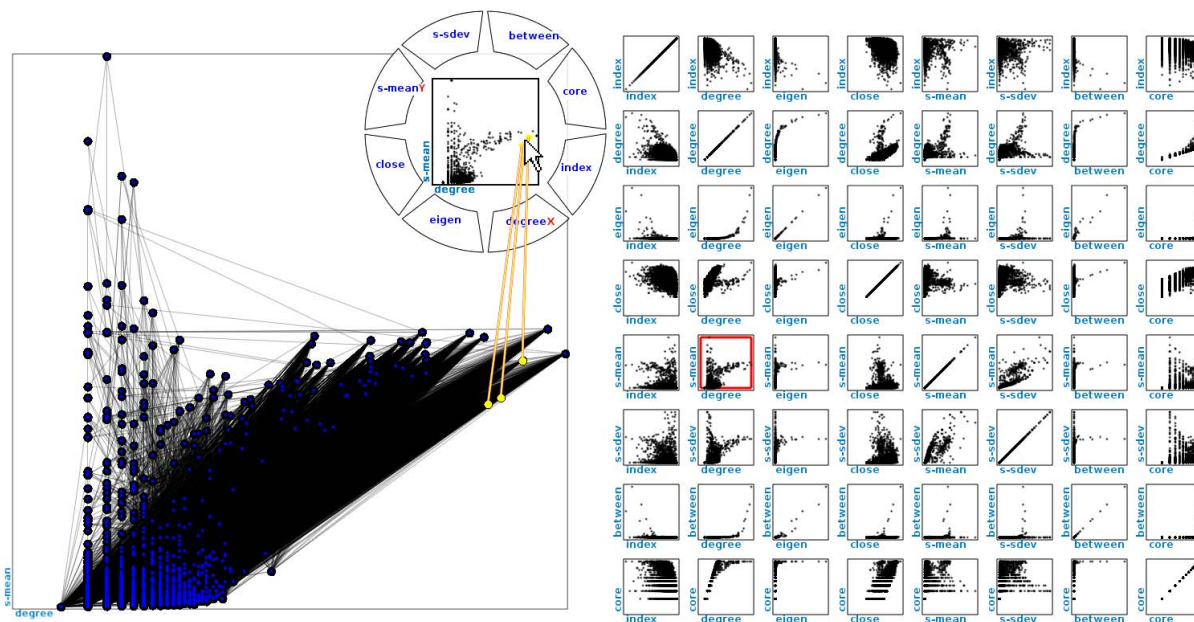 s-sdev
between
s-meanY
core
close
index
eigen
degreeX
s-mean
degree
s-mean
degree
index
index degree eigen close s-mean s-sdev between core
index index index index index index index index
degree degree degree degree degree degree degree degree
index degree eigen close s-mean s-sdev between core
eigen eigen eigen eigen eigen eigen eigen eigen
index degree eigen close s-mean s-sdev between core
close close close close close close close close
index degree eigen close s-mean s-sdev between core
s-mean s-mean s-mean s-mean s-mean s-mean s-mean s-mean
index degree eigen close s-mean s-sdev between core
s-sdev s-sdev s-sdev s-sdev s-sdev s-sdev s-sdev s-sdev
index degree eigen close s-mean s-sdev between core
between between between between between between between between
index degree eigen close s-mean s-sdev between core
core core core core core core core core
index degree eigen close s-mean s-sdev between core